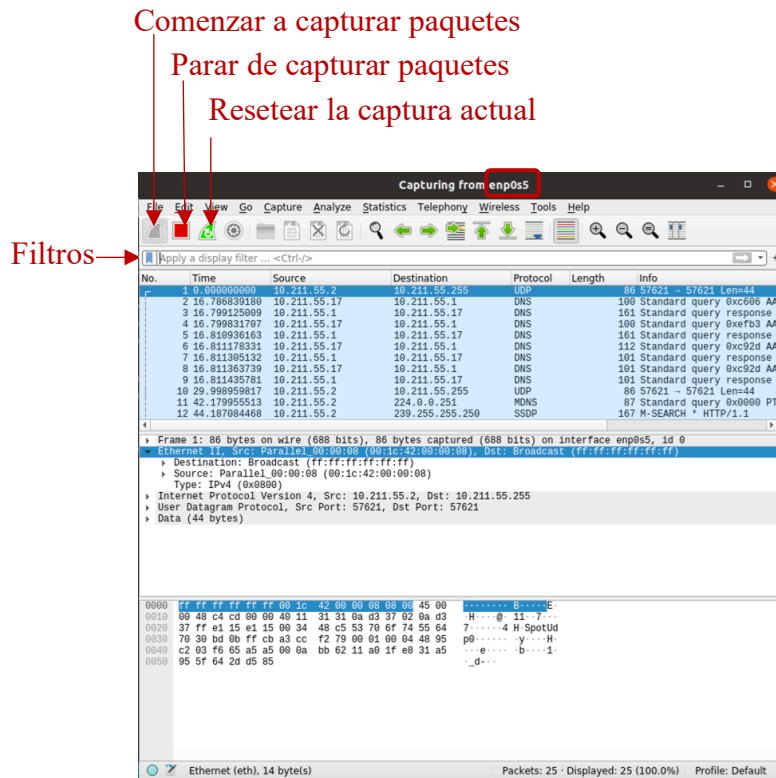 Comenzar a capturar paquetes
Parar de capturar paquetes
Resetear la captura actual
Capturing from enp0s5
File Edit View Go Capture Analyze Statistics Telephony Wireless Tools Help
Filtros
Apply a display filter ... <Ctrl-/>
No. Time Source Destination Protocol Length Info
1 0.000000000 10.211.55.2 10.211.55.255 UDP 86 57621 → 57621 Len=44
2 16.786839180 10.211.55.17 10.211.55.1 DNS 100 Standard query 0xc606 AA
3 16.799125009 10.211.55.1 10.211.55.17 DNS 161 Standard query response
4 16.799831707 10.211.55.17 10.211.55.1 DNS 100 Standard query 0xefb3 AA
5 16.810936163 10.211.55.1 10.211.55.17 DNS 161 Standard query response
6 16.811178331 10.211.55.17 10.211.55.1 DNS 112 Standard query 0xc92d AA
7 16.811305132 10.211.55.1 10.211.55.17 DNS 101 Standard query response
8 16.811363739 10.211.55.17 10.211.55.1 DNS 101 Standard query 0xc92d AA
9 16.811435781 10.211.55.1 10.211.55.17 DNS 101 Standard query response
10 29.998959817 10.211.55.2 10.211.55.255 UDP 86 57621 → 57621 Len=44
11 42.179955513 10.211.55.2 224.0.0.251 MDNS 87 Standard query 0x0000 PT
12 44.187084468 10.211.55.2 239.255.255.250 SSDP 167 M-SEARCH * HTTP/1.1
Frame 1: 86 bytes on wire (688 bits), 86 bytes captured (688 bits) on interface enp0s5, id 0
Ethernet II, Src: Parallel_00:00:08 (00:1c:42:00:00:08), Dst: Broadcast (ff:ff:ff:ff:ff:ff)
Destination: Broadcast (ff:ff:ff:ff:ff:ff)
Source: Parallel_00:00:08 (00:1c:42:00:00:08)
Type: IPv4 (0x0800)
Internet Protocol Version 4, Src: 10.211.55.2, Dst: 10.211.55.255
User Datagram Protocol, Src Port: 57621, Dst Port: 57621
Data (44 bytes)
0000 ff ff ff ff ff ff 00 1c 42 00 00 08 08 00 45 00 ········ B·····E·
0010 00 48 c4 cd 00 00 40 11 31 31 0a d3 37 02 0a d3 ·H····@· 11··7···
0020 37 ff e1 15 e1 15 00 34 48 c5 53 70 6f 74 55 64 7······4 H·SpotUd
0030 70 30 bd 0b ff cb a3 cc f2 79 00 01 00 04 48 95 p0······ ·y····H·
0040 c2 03 f6 65 a5 a5 00 0a bb 62 11 a0 1f e8 31 a5 ···e···· ·b····1·
0050 95 5f 64 2d d5 85 ·_d-··
Ethernet (eth), 14 byte(s) Packets: 25 · Displayed: 25 (100.0%) Profile: Default